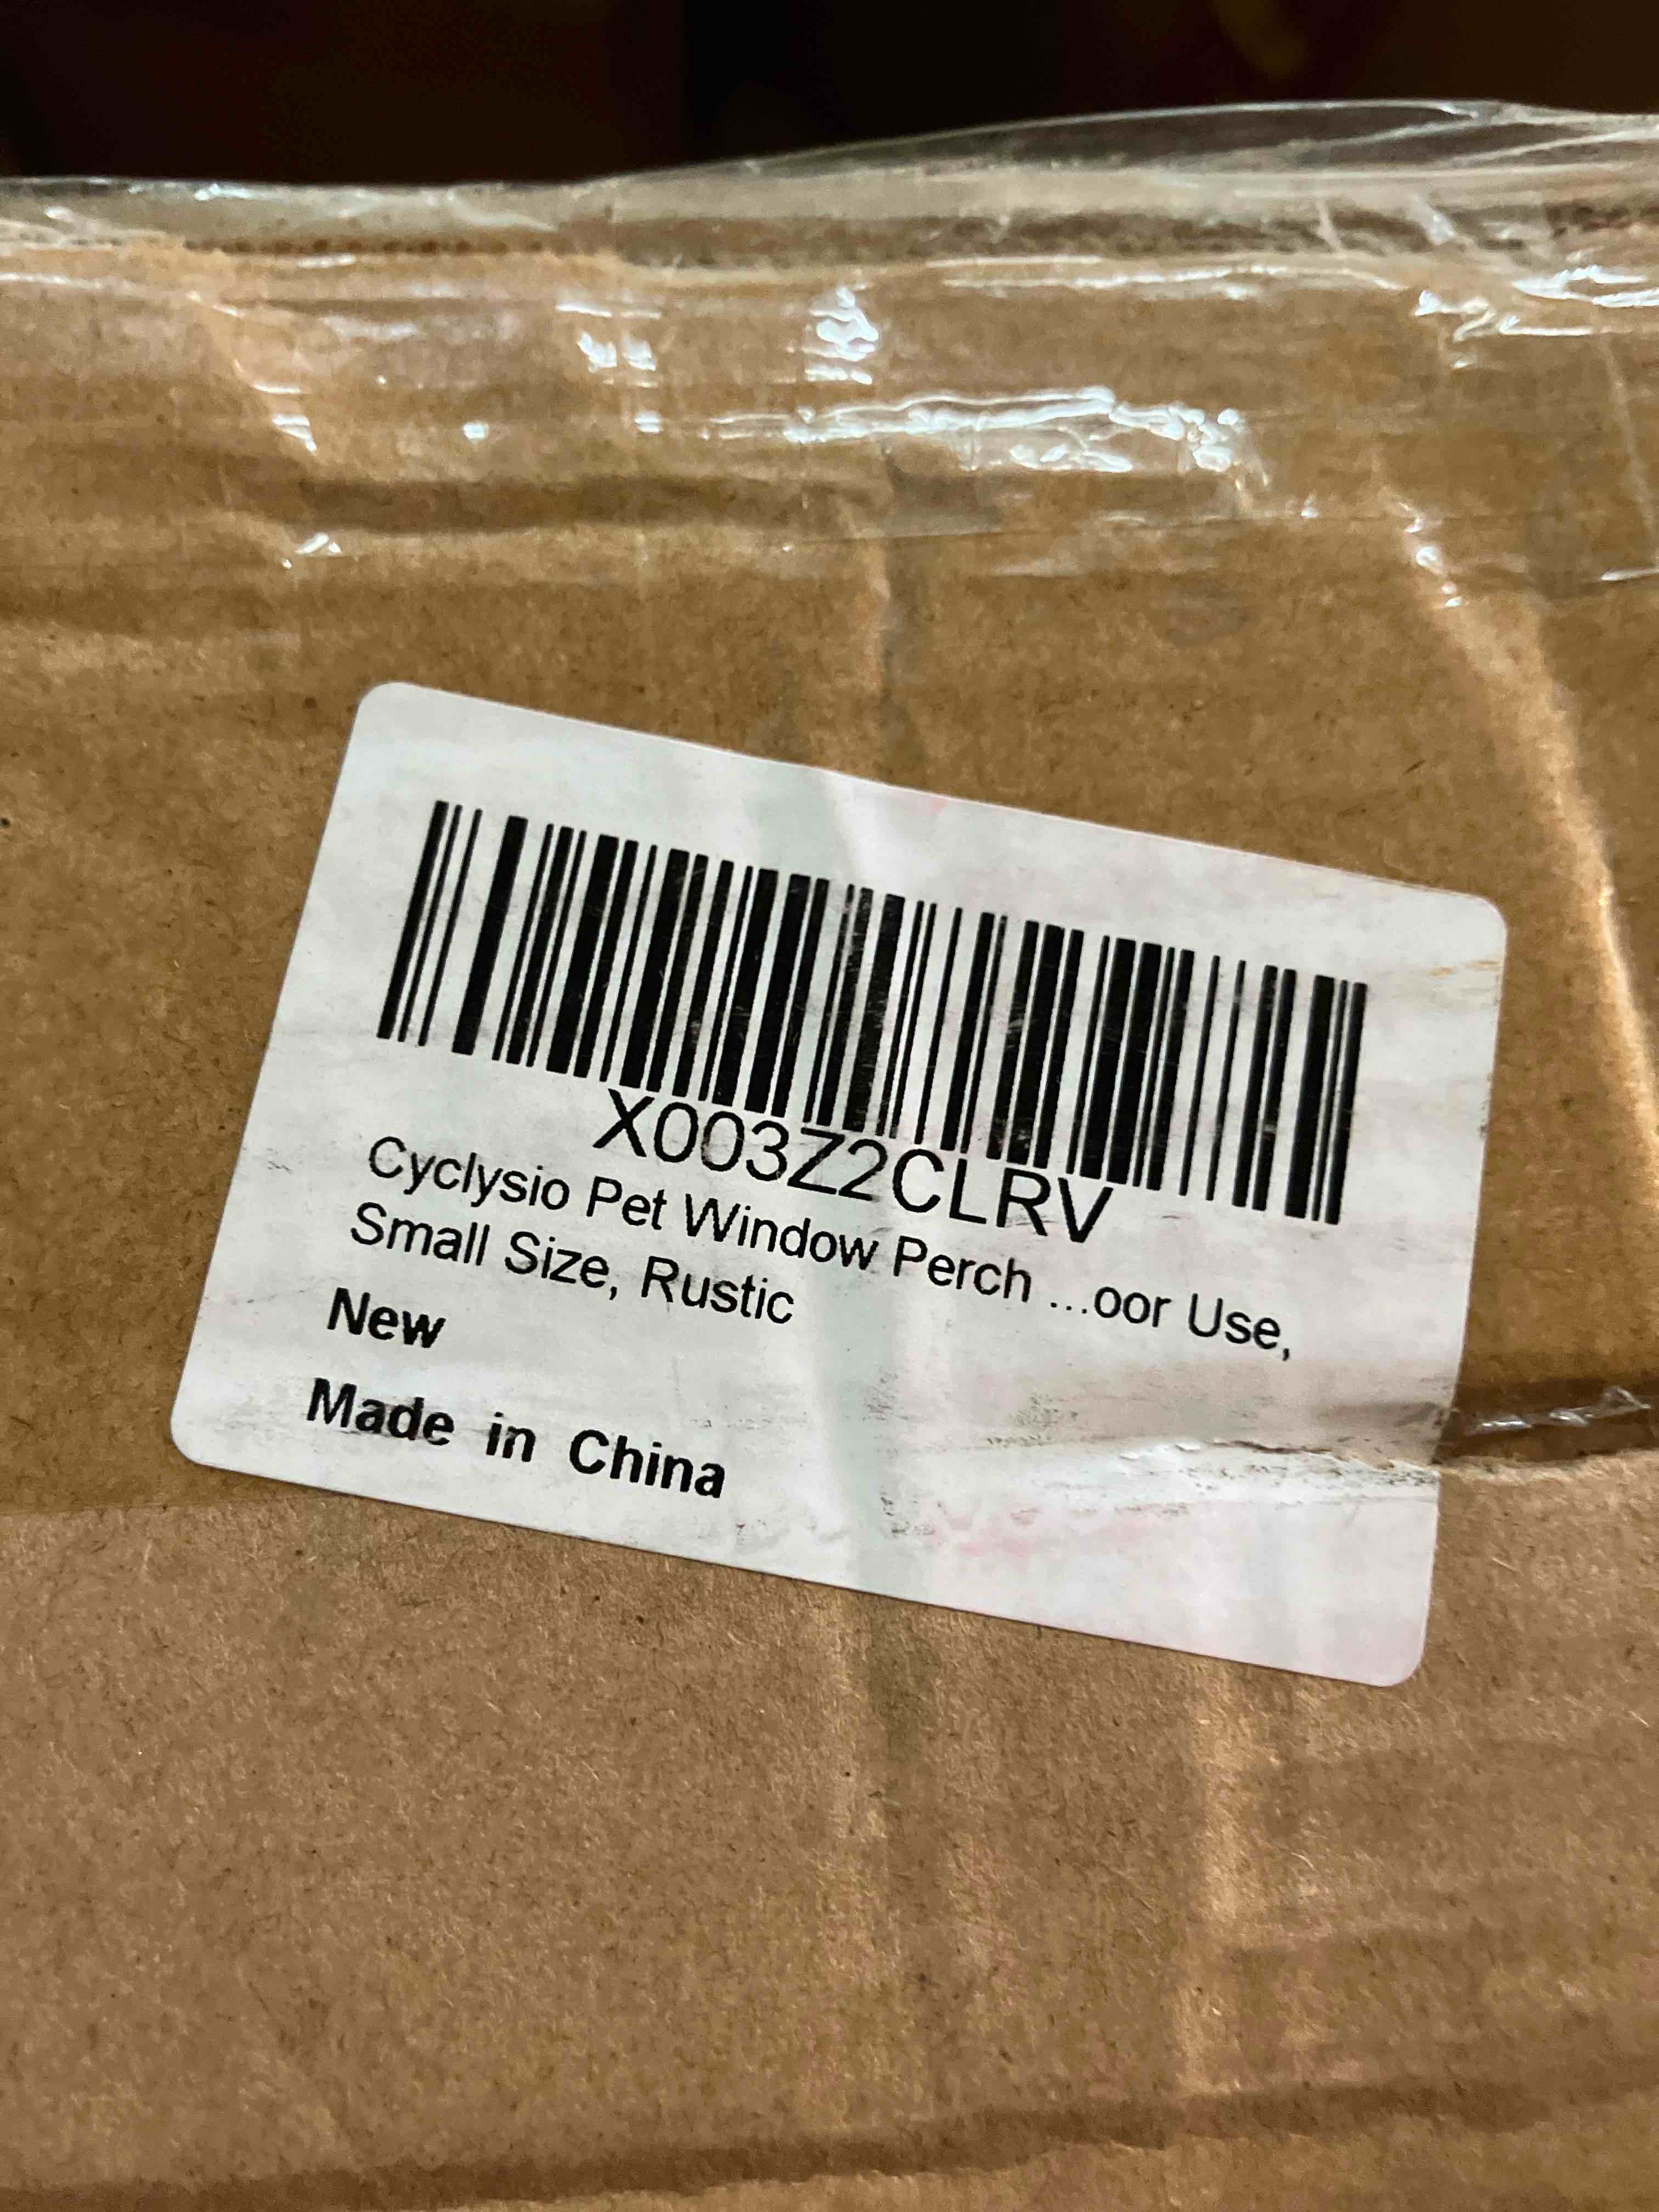 X003Z2CLRV
Cyclysio Pet Window Perch ...oor Use,
Small Size, Rustic
New
Made in China